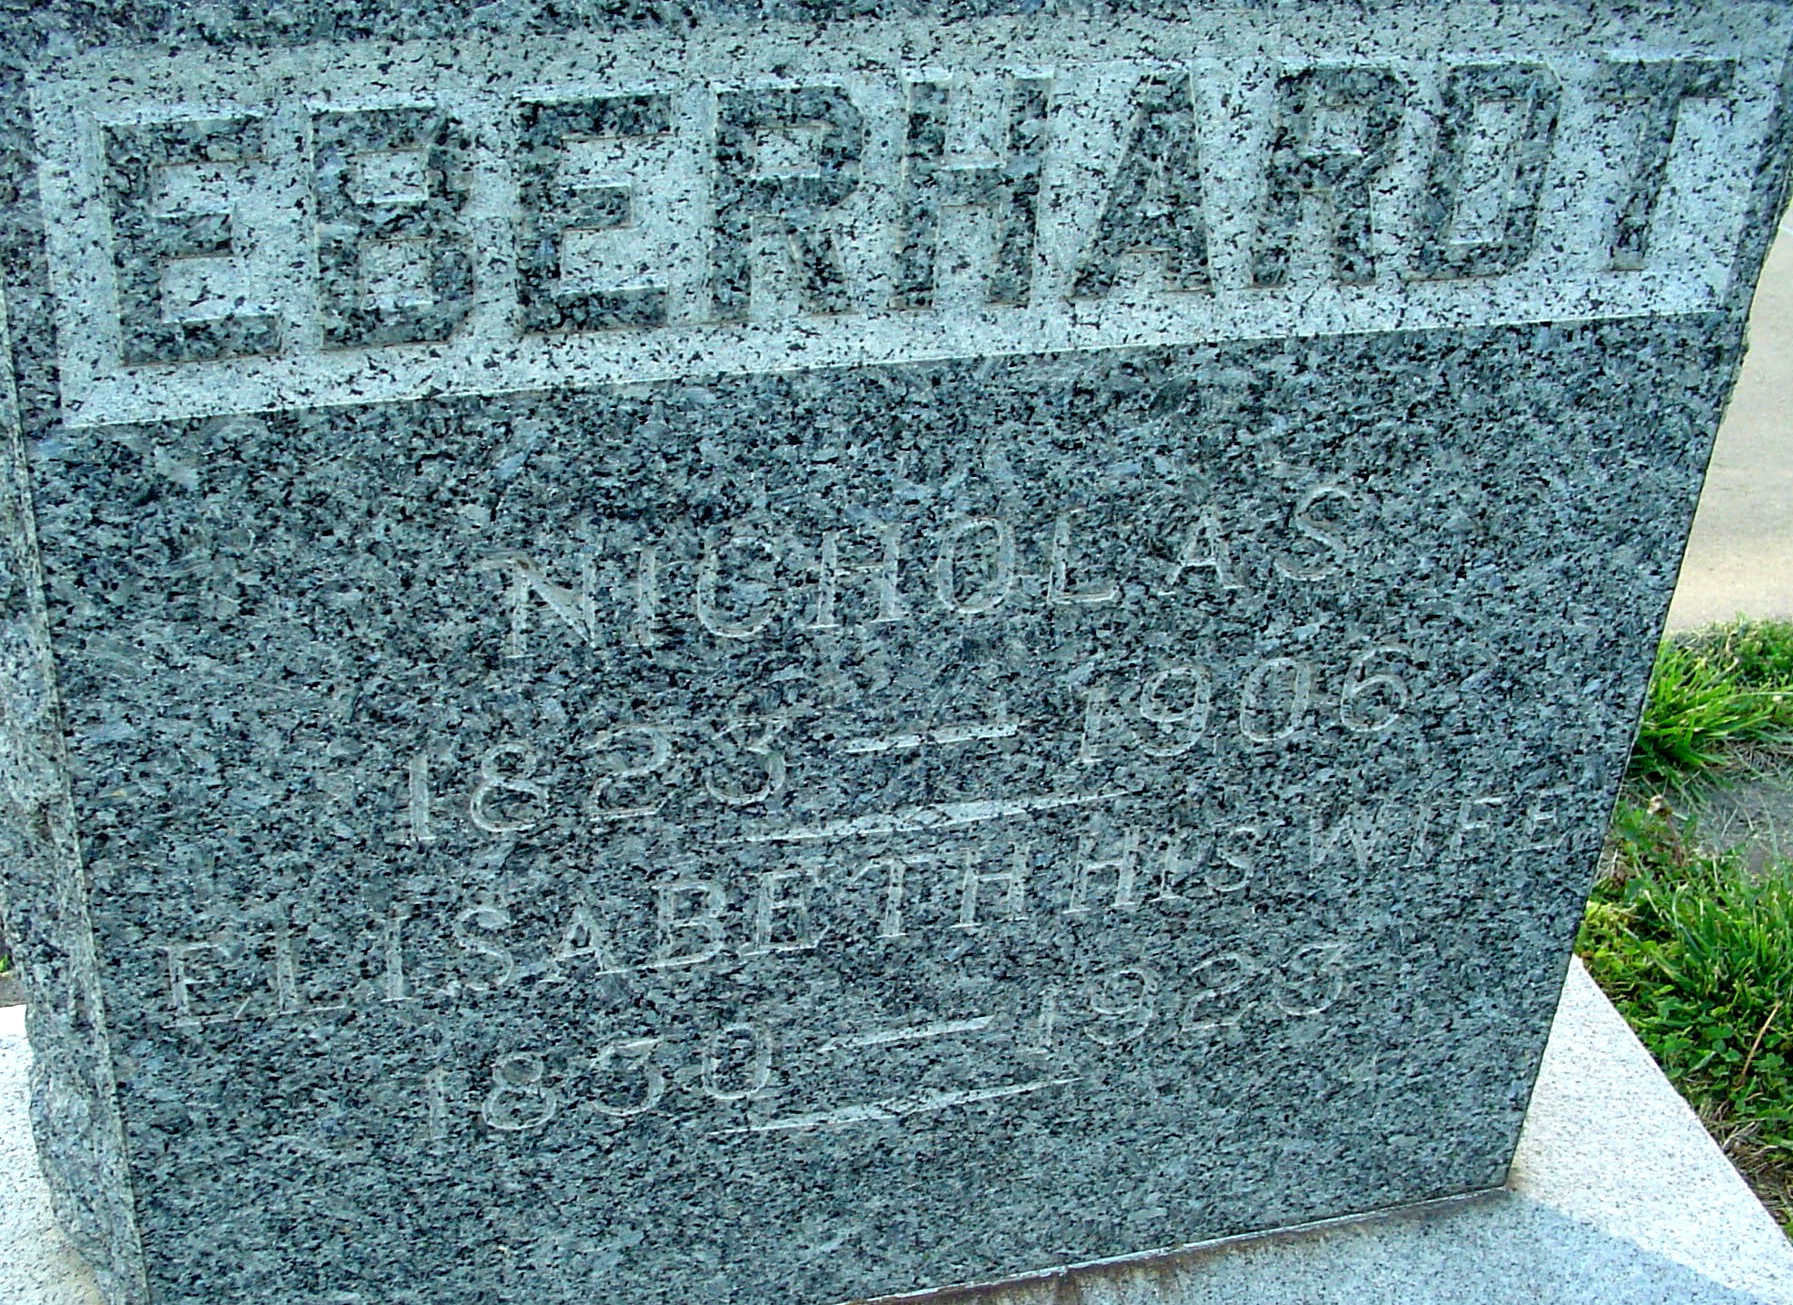 EBERHARDT
NICHOLAS
1823 — 1906
ELISABETH HIS WIFE
1830 — 1923